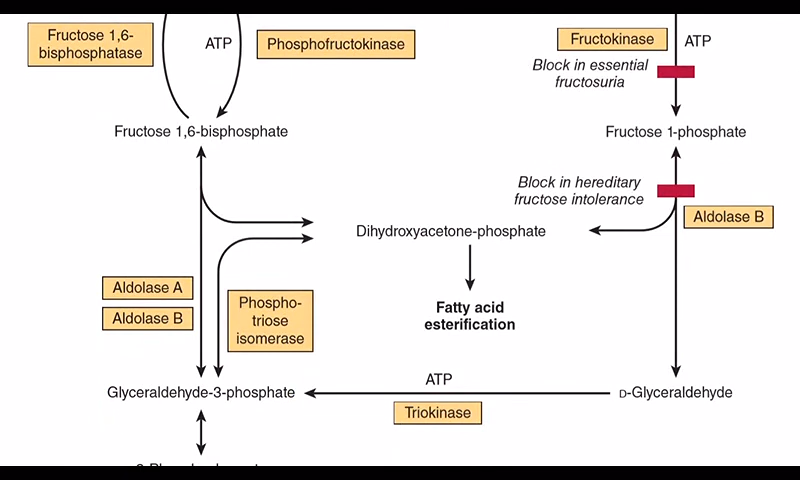 Fructose 1,6-
bisphosphatase
ATP
Phosphofructokinase
Fructokinase
ATP
Block in essential
fructosuria
Fructose 1,6-bisphosphate
Fructose 1-phosphate
Block in hereditary
fructose intolerance
Aldolase B
Dihydroxyacetone-phosphate
Aldolase A
Aldolase B
Phospho-
triose
isomerase
Fatty acid
esterification
Glyceraldehyde-3-phosphate
ATP
Triokinase
D-Glyceraldehyde